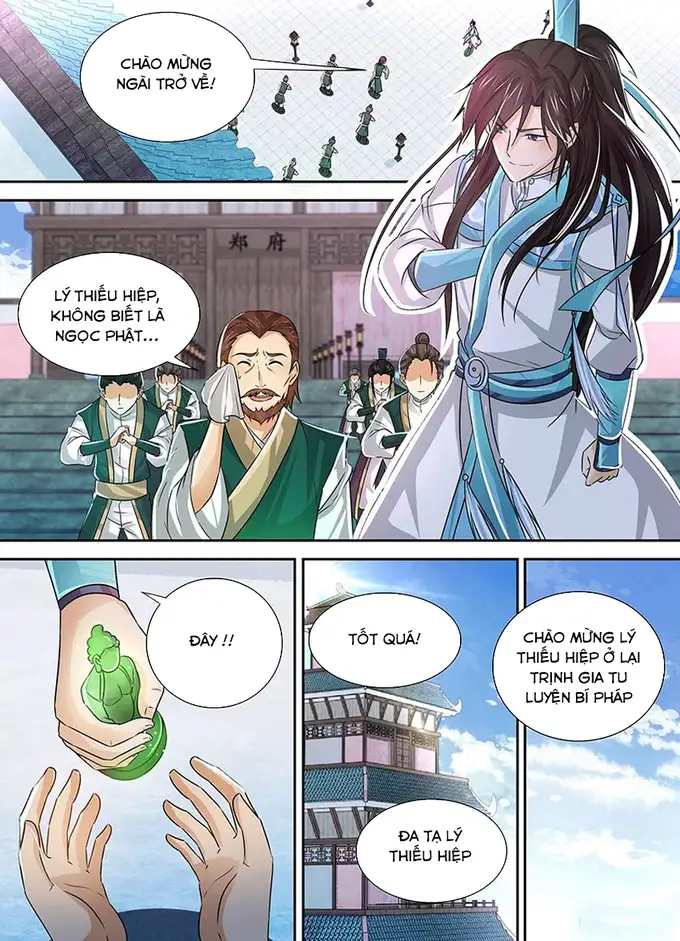 CHÀO MỪNG
NGÀI TRỞ VỀ!
郑 府
LÝ THIẾU HIỆP,
KHÔNG BIẾT LÀ
NGỌC PHẬT...
ĐÂY !!
TỐT QUÁ!
ĐA TẠ LÝ
THIẾU HIỆP
CHÀO MỪNG LÝ
THIẾU HIỆP Ở LẠI
TRỊNH GIA TU
LUYỆN BÍ PHÁP